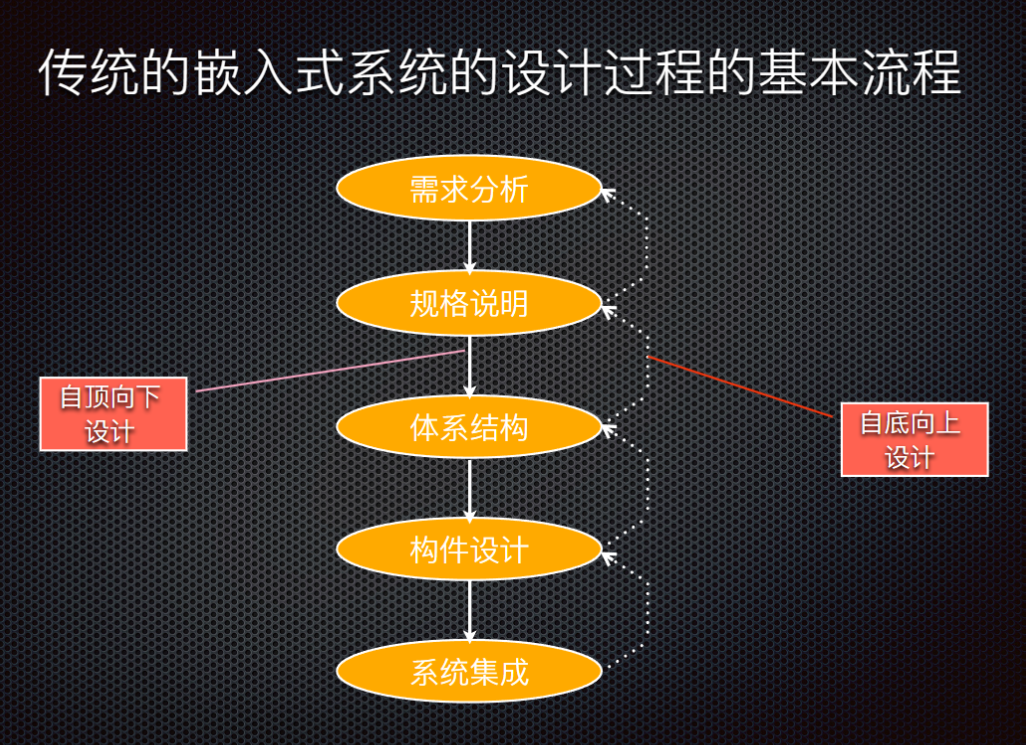 传统的嵌入式系统的设计过程的基本流程
需求分析
规格说明
自顶向下
设计
体系结构
自底向上
设计
构件设计
系统集成